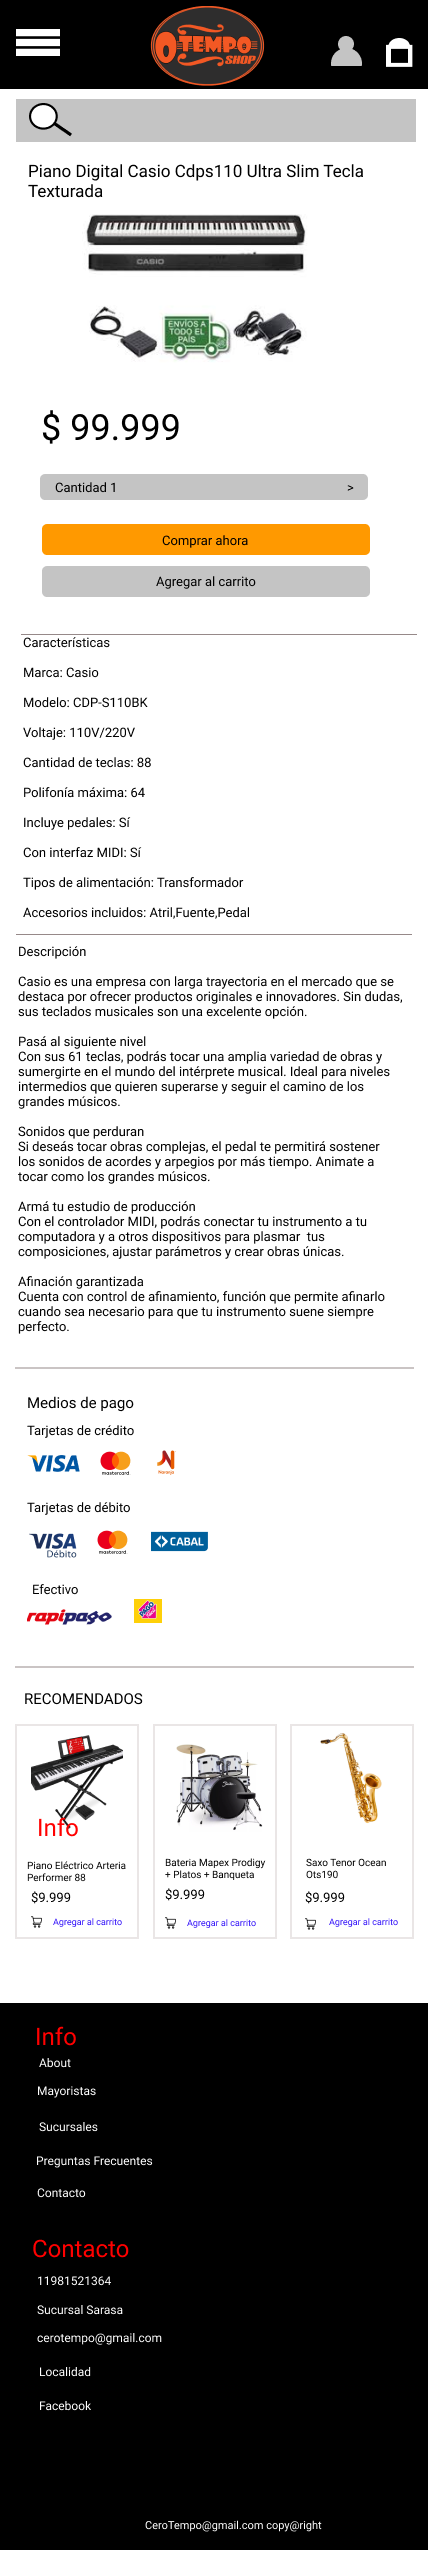 0 TEMPO
SHOP
Piano Digital Casio Cdps110 Ultra Slim Tecla
Texturada
CASIO
ENVÍOS A
TODO EL
PAÍS
$ 99.999
Cantidad 1 >
Comprar ahora
Agregar al carrito
Características
Marca: Casio
Modelo: CDP-S110BK
Voltaje: 110V/220V
Cantidad de teclas: 88
Polifonía máxima: 64
Incluye pedales: Sí
Con interfaz MIDI: Sí
Tipos de alimentación: Transformador
Accesorios incluidos: Atril,Fuente,Pedal
Descripción
Casio es una empresa con larga trayectoria en el mercado que se
destaca por ofrecer productos originales e innovadores. Sin dudas,
sus teclados musicales son una excelente opción.
Pasá al siguiente nivel
Con sus 61 teclas, podrás tocar una amplia variedad de obras y
sumergirte en el mundo del intérprete musical. Ideal para niveles
intermedios que quieren superarse y seguir el camino de los
grandes músicos.
Sonidos que perduran
Si deseás tocar obras complejas, el pedal te permitirá sostener
los sonidos de acordes y arpegios por más tiempo. Animate a
tocar como los grandes músicos.
Armá tu estudio de producción
Con el controlador MIDI, podrás conectar tu instrumento a tu
computadora y a otros dispositivos para plasmar  tus
composiciones, ajustar parámetros y crear obras únicas.
Afinación garantizada
Cuenta con control de afinamiento, función que permite afinarlo
cuando sea necesario para que tu instrumento suene siempre
perfecto.
Medios de pago
Tarjetas de crédito
VISA mastercard Naranja
Tarjetas de débito
VISA Débito mastercard CABAL
Efectivo
rapipago
RECOMENDADOS
Info
Piano Eléctrico Arteria
Performer 88
$9.999
Agregar al carrito
Bateria Mapex Prodigy
+ Platos + Banqueta
$9.999
Agregar al carrito
Saxo Tenor Ocean
Ots190
$9.999
Agregar al carrito
Info
About
Mayoristas
Sucursales
Preguntas Frecuentes
Contacto
Contacto
11981521364
Sucursal Sarasa
cerotempo@gmail.com
Localidad
Facebook
CeroTempo@gmail.com copy@right